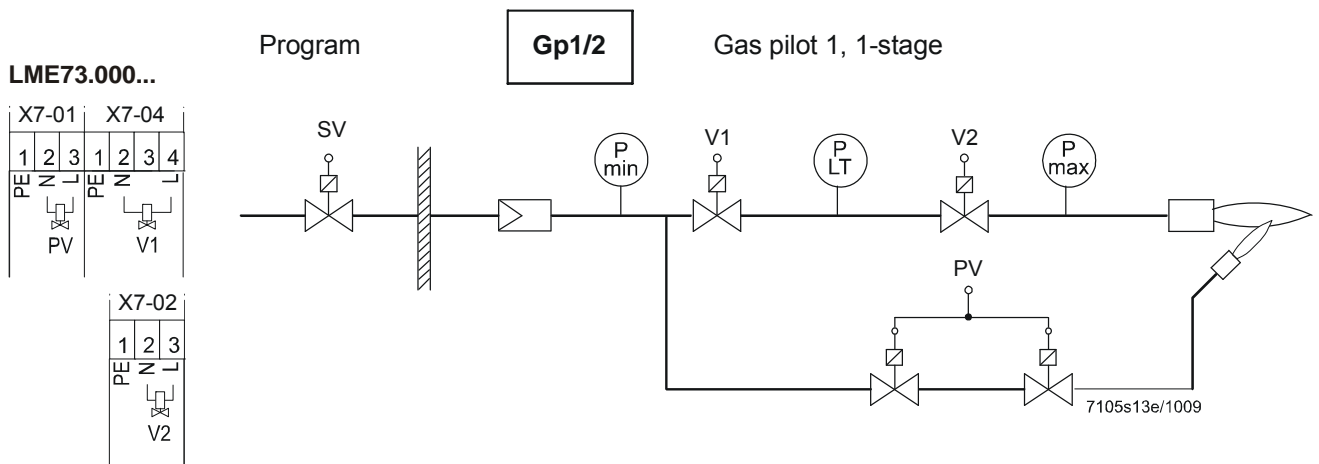 Program Gp1/2 Gas pilot 1, 1-stage
LME73.000...
X7-01 X7-04
1 2 3 1 2 3 4
PE N L PE N L
PV V1
X7-02
1 2 3
PE N L
V2
SV
P min
V1
P LT
V2
P max
PV
7105s13e/1009